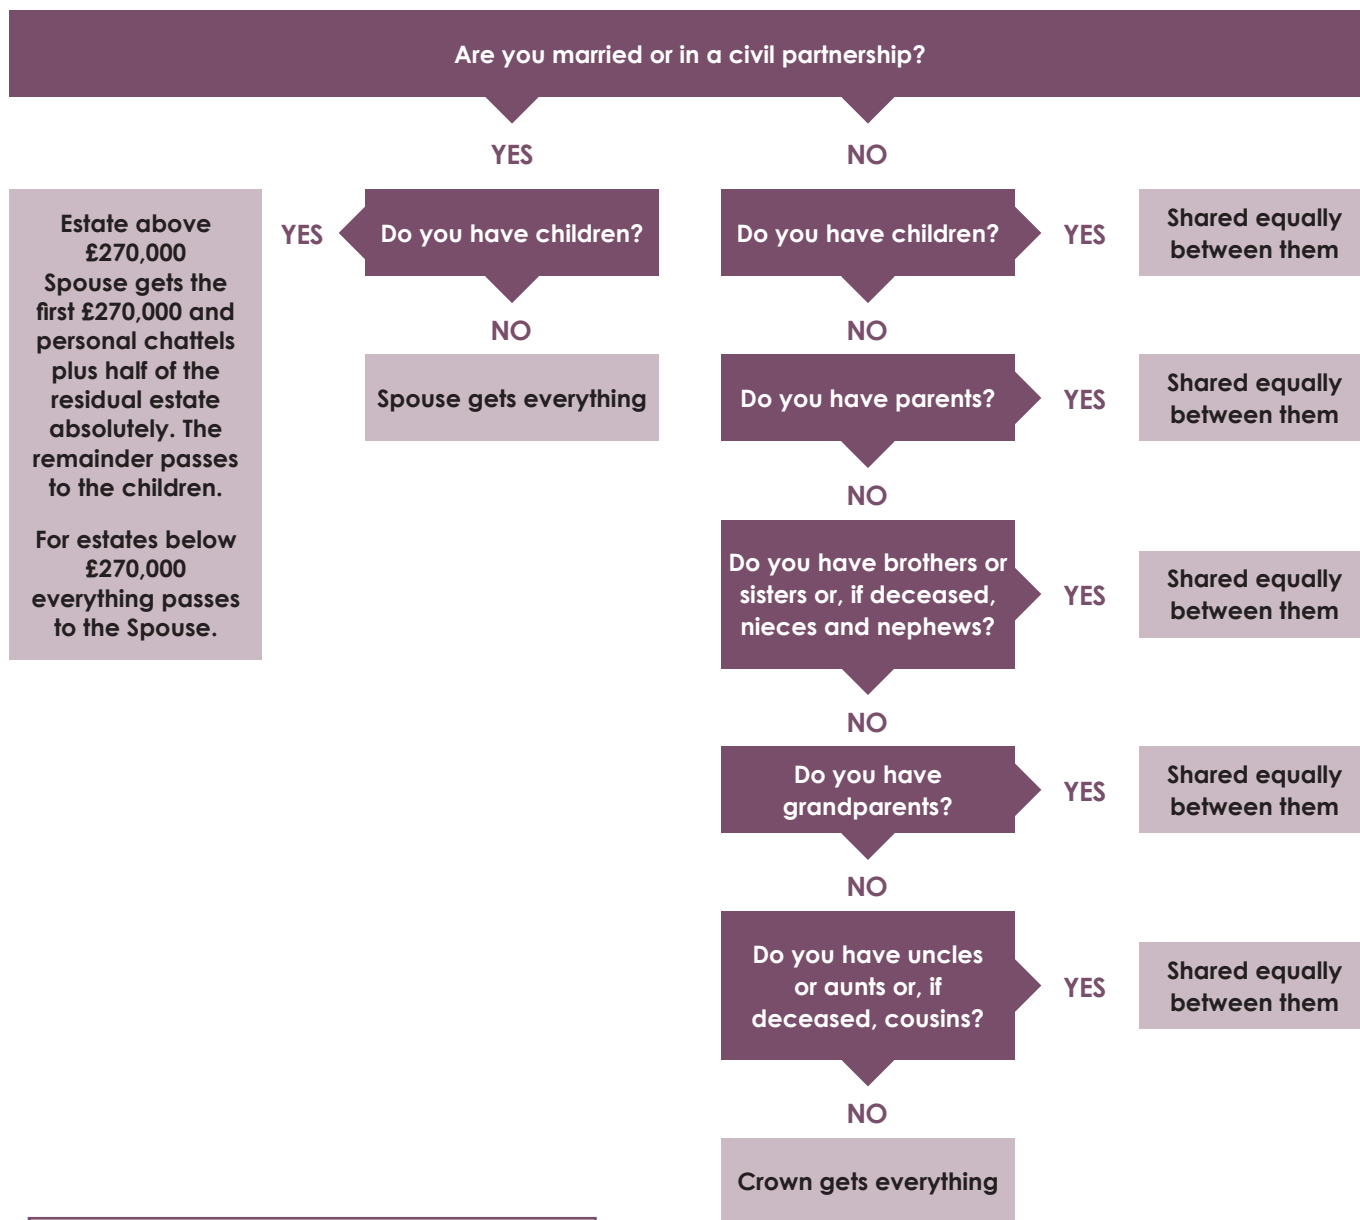 Are you married or in a civil partnership?
YES
NO
Estate above
£270,000
Spouse gets the
first £270,000 and
personal chattels
plus half of the
residual estate
absolutely. The
remainder passes
to the children.
For estates below
£270,000
everything passes
to the Spouse.
YES
Do you have children?
NO
Spouse gets everything
Do you have children?
YES
Shared equally
between them
NO
Do you have parents?
YES
Shared equally
between them
NO
Do you have brothers or
sisters or, if deceased,
nieces and nephews?
YES
Shared equally
between them
NO
Do you have
grandparents?
YES
Shared equally
between them
NO
Do you have uncles
or aunts or, if
deceased, cousins?
YES
Shared equally
between them
NO
Crown gets everything